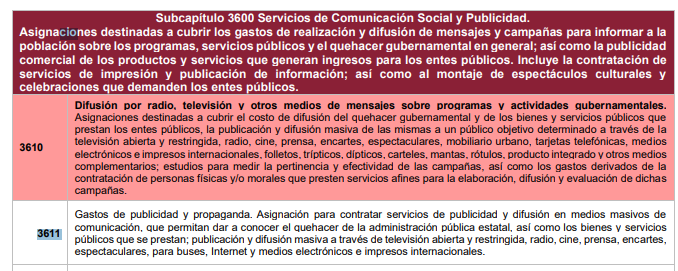 Subcapítulo 3600 Servicios de Comunicación Social y Publicidad.
Asignaciones destinadas a cubrir los gastos de realización y difusión de mensajes y campañas para informar a la
población sobre los programas, servicios públicos y el quehacer gubernamental en general; así como la publicidad
comercial de los productos y servicios que generan ingresos para los entes públicos. Incluye la contratación de
servicios de impresión y publicación de información; así como al montaje de espectáculos culturales y
celebraciones que demanden los entes públicos.
3610
Difusión por radio, televisión y otros medios de mensajes sobre programas y actividades gubernamentales.
Asignaciones destinadas a cubrir el costo de difusión del quehacer gubernamental y de los bienes y servicios públicos que
prestan los entes públicos, la publicación y difusión masiva de las mismas a un público objetivo determinado a través de la
televisión abierta y restringida, radio, cine, prensa, encartes, espectaculares, mobiliario urbano, tarjetas telefónicas, medios
electrónicos e impresos internacionales, folletos, trípticos, dípticos, carteles, mantas, rótulos, producto integrado y otros medios
complementarios; estudios para medir la pertinencia y efectividad de las campañas, así como los gastos derivados de la
contratación de personas físicas y/o morales que presten servicios afines para la elaboración, difusión y evaluación de dichas
campañas.
3611
Gastos de publicidad y propaganda. Asignación para contratar servicios de publicidad y difusión en medios masivos de
comunicación, que permitan dar a conocer el quehacer de la administración pública estatal, así como los bienes y servicios
públicos que se prestan; publicación y difusión masiva a través de televisión abierta y restringida, radio, cine, prensa, encartes,
espectaculares, para buses, Internet y medios electrónicos e impresos internacionales.